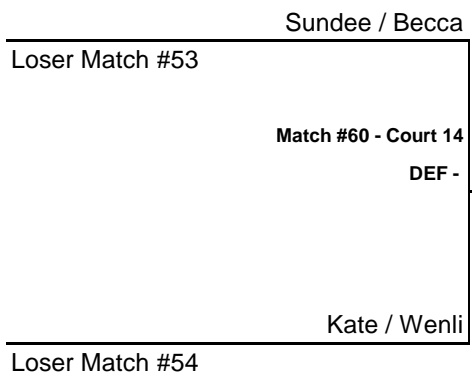 Sundee / Becca
Loser Match #53
Match #60 - Court 14
DEF -
Kate / Wenli
Loser Match #54